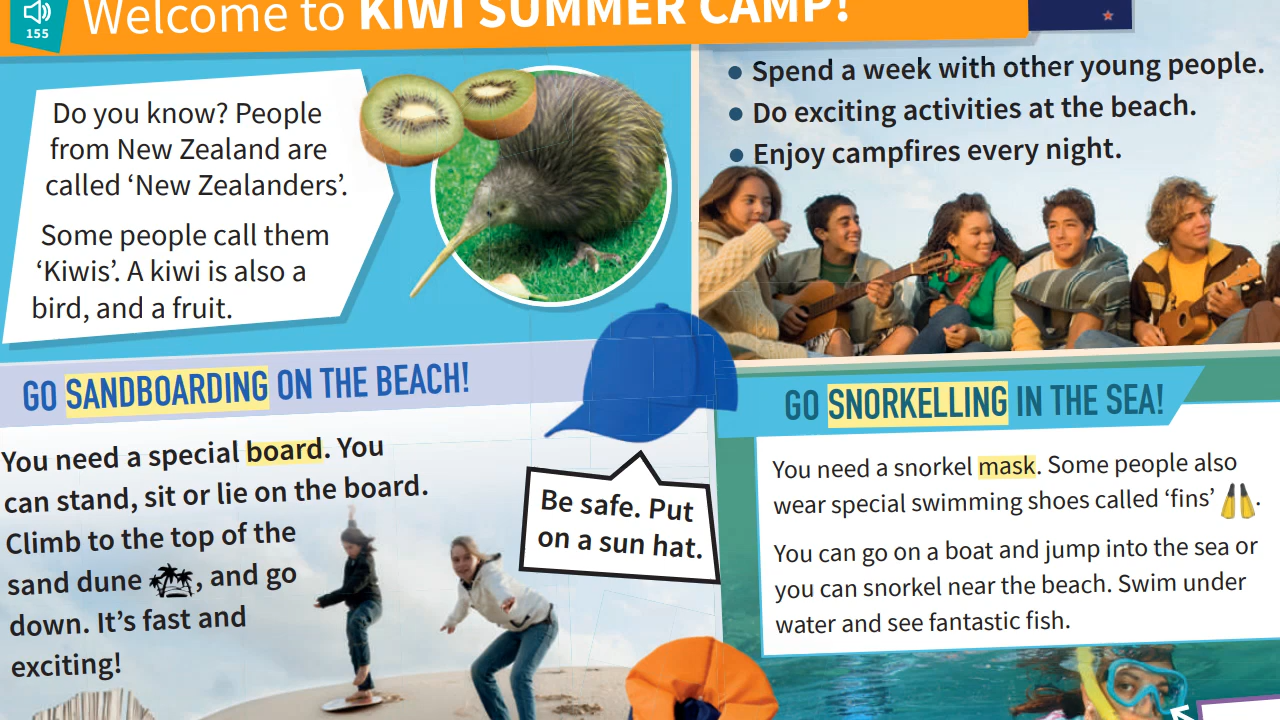 155
Welcome to KIWI SUMMER CAMP!
Do you know? People
from New Zealand are
called ‘New Zealanders’.
Some people call them
‘Kiwis’. A kiwi is also a
bird, and a fruit.
• Spend a week with other young people.
• Do exciting activities at the beach.
• Enjoy campfires every night.
GO SANDBOARDING ON THE BEACH!
You need a special board. You
can stand, sit or lie on the board.
Climb to the top of the
sand dune , and go
down. It’s fast and
exciting!
Be safe. Put
on a sun hat.
GO SNORKELLING IN THE SEA!
You need a snorkel mask. Some people also
wear special swimming shoes called ‘fins’ .
You can go on a boat and jump into the sea or
you can snorkel near the beach. Swim under
water and see fantastic fish.